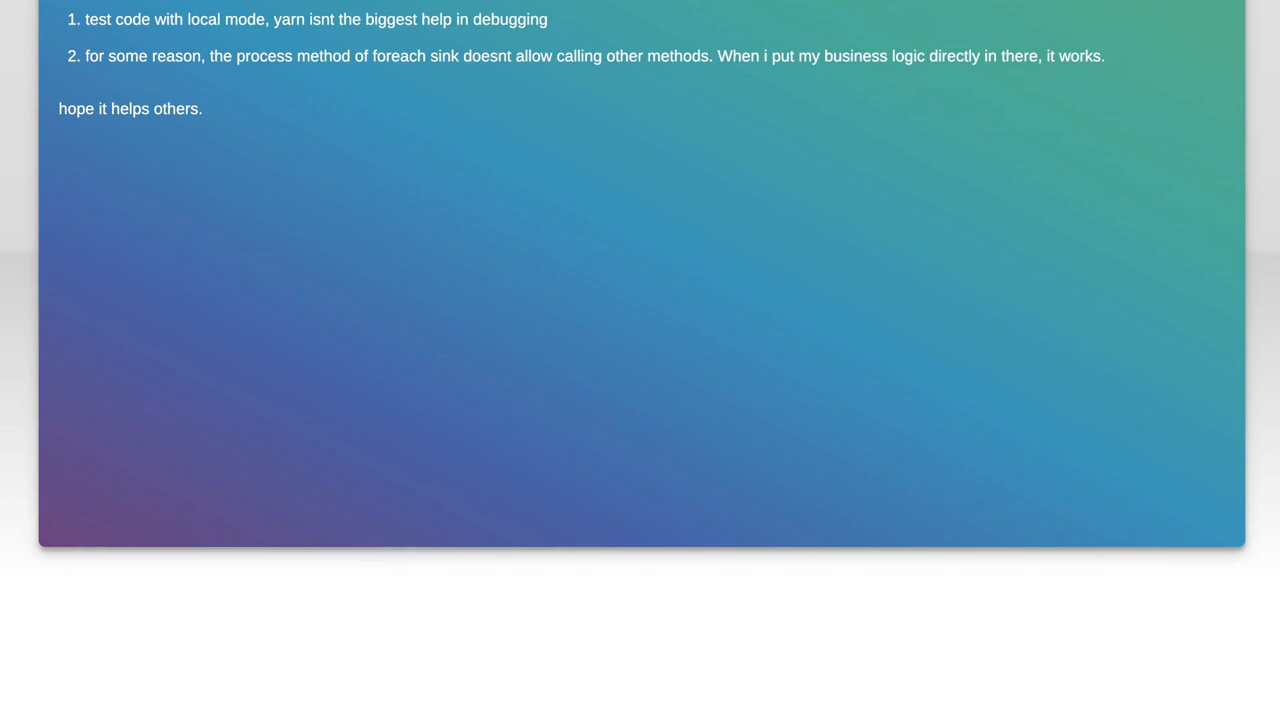 1. test code with local mode, yarn isnt the biggest help in debugging
2. for some reason, the process method of foreach sink doesnt allow calling other methods. When i put my business logic directly in there, it works.
hope it helps others.